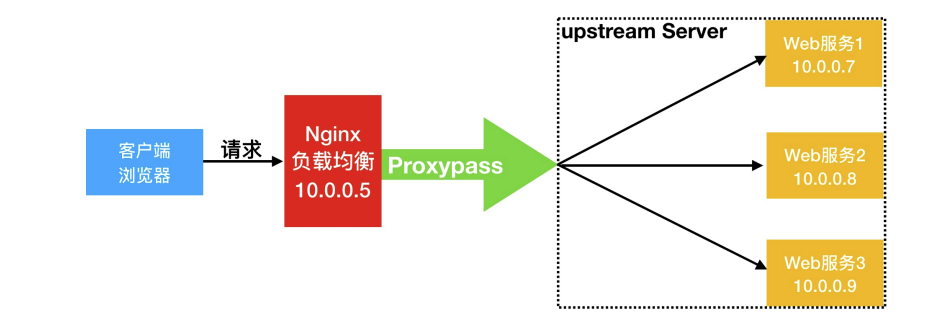 客户端
浏览器
请求
Nginx
负载均衡
10.0.0.5
Proxypass
upstream Server
Web服务1
10.0.0.7
Web服务2
10.0.0.8
Web服务3
10.0.0.9